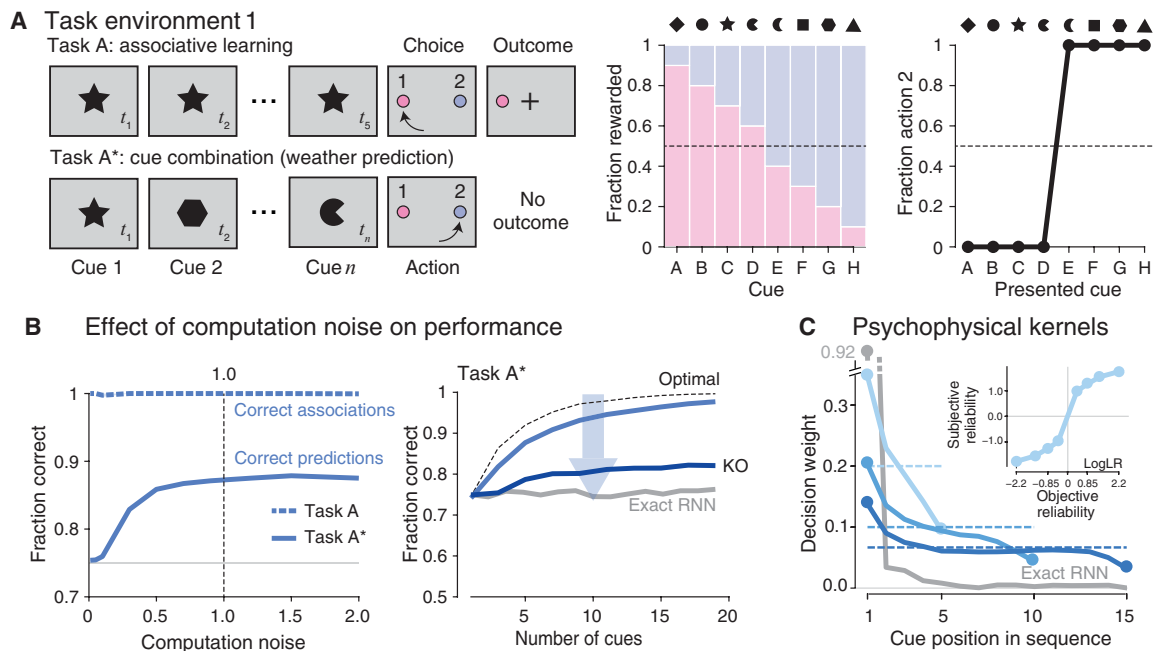 A Task environment 1
Task A: associative learning
Choice
Outcome
t1
t2
...
t5
1 2
+
Task A*: cue combination (weather prediction)
t1
t2
...
tn
1 2
No
outcome
Cue 1
Cue 2
Cue n
Action
Fraction rewarded
1
0.8
0.6
0.4
0.2
0
A B C D E F G H
Cue
Fraction action 2
1
0.8
0.6
0.4
0.2
0
A B C D E F G H
Presented cue
B Effect of computation noise on performance
1.0
Fraction correct
1
0.9
0.8
0.7
Correct associations
Correct predictions
Task A
Task A*
0 0.5 1.0 1.5 2.0
Computation noise
Task A*
Optimal
KO
Exact RNN
Fraction correct
1
0.9
0.8
0.7
0.6
0.5
5 10 15 20
Number of cues
C Psychophysical kernels
0.92
0.3
0.2
0.1
0.0
Decision weight
Exact RNN
1 5 10 15
Cue position in sequence
Subjective
reliability
1.0
0.0
−1.0
LogLR
−2.2 −0.85 0 0.85 2.2
Objective
reliability